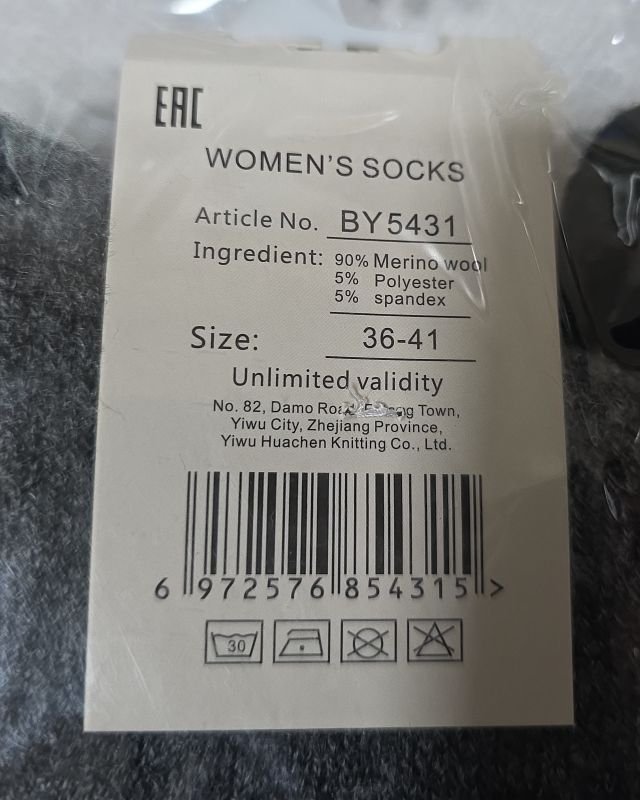 EAC
WOMEN'S SOCKS
Article No. BY5431
Ingredient: 90% Merino wool
5% Polyester
5% spandex
Size: 36-41
Unlimited validity
No. 82, Damo Town,
Yiwu City, Zhejiang Province,
Yiwu Huachen Knitting Co., Ltd.
6 972576 854315 >
30